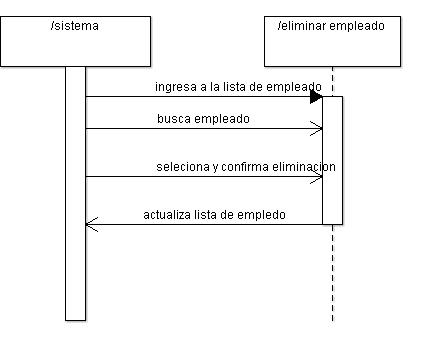 /sistema
/eliminar empleado
ingresa a la lista de empleado
busca empleado
seleciona y confirma eliminacion
actualiza lista de empledo